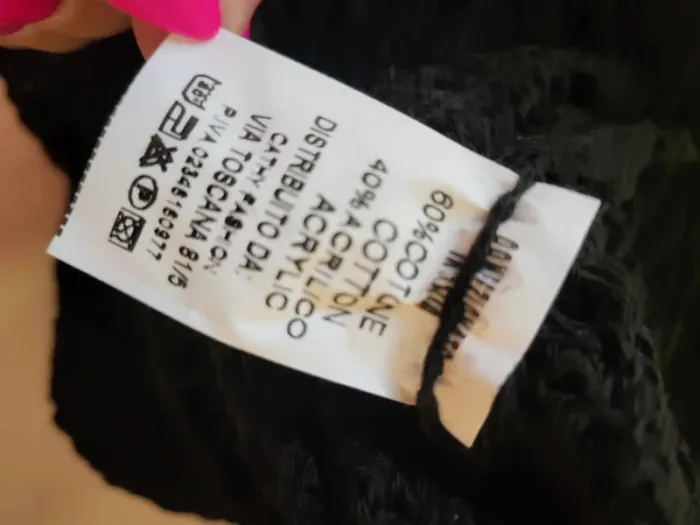 60%COTONE
COTTON
40%ACRILICO
ACRYLIC
DISTRIBUITO DA:
CATHY FASHION
VIA TOSCANA 81/5
P.IVA 02346160977